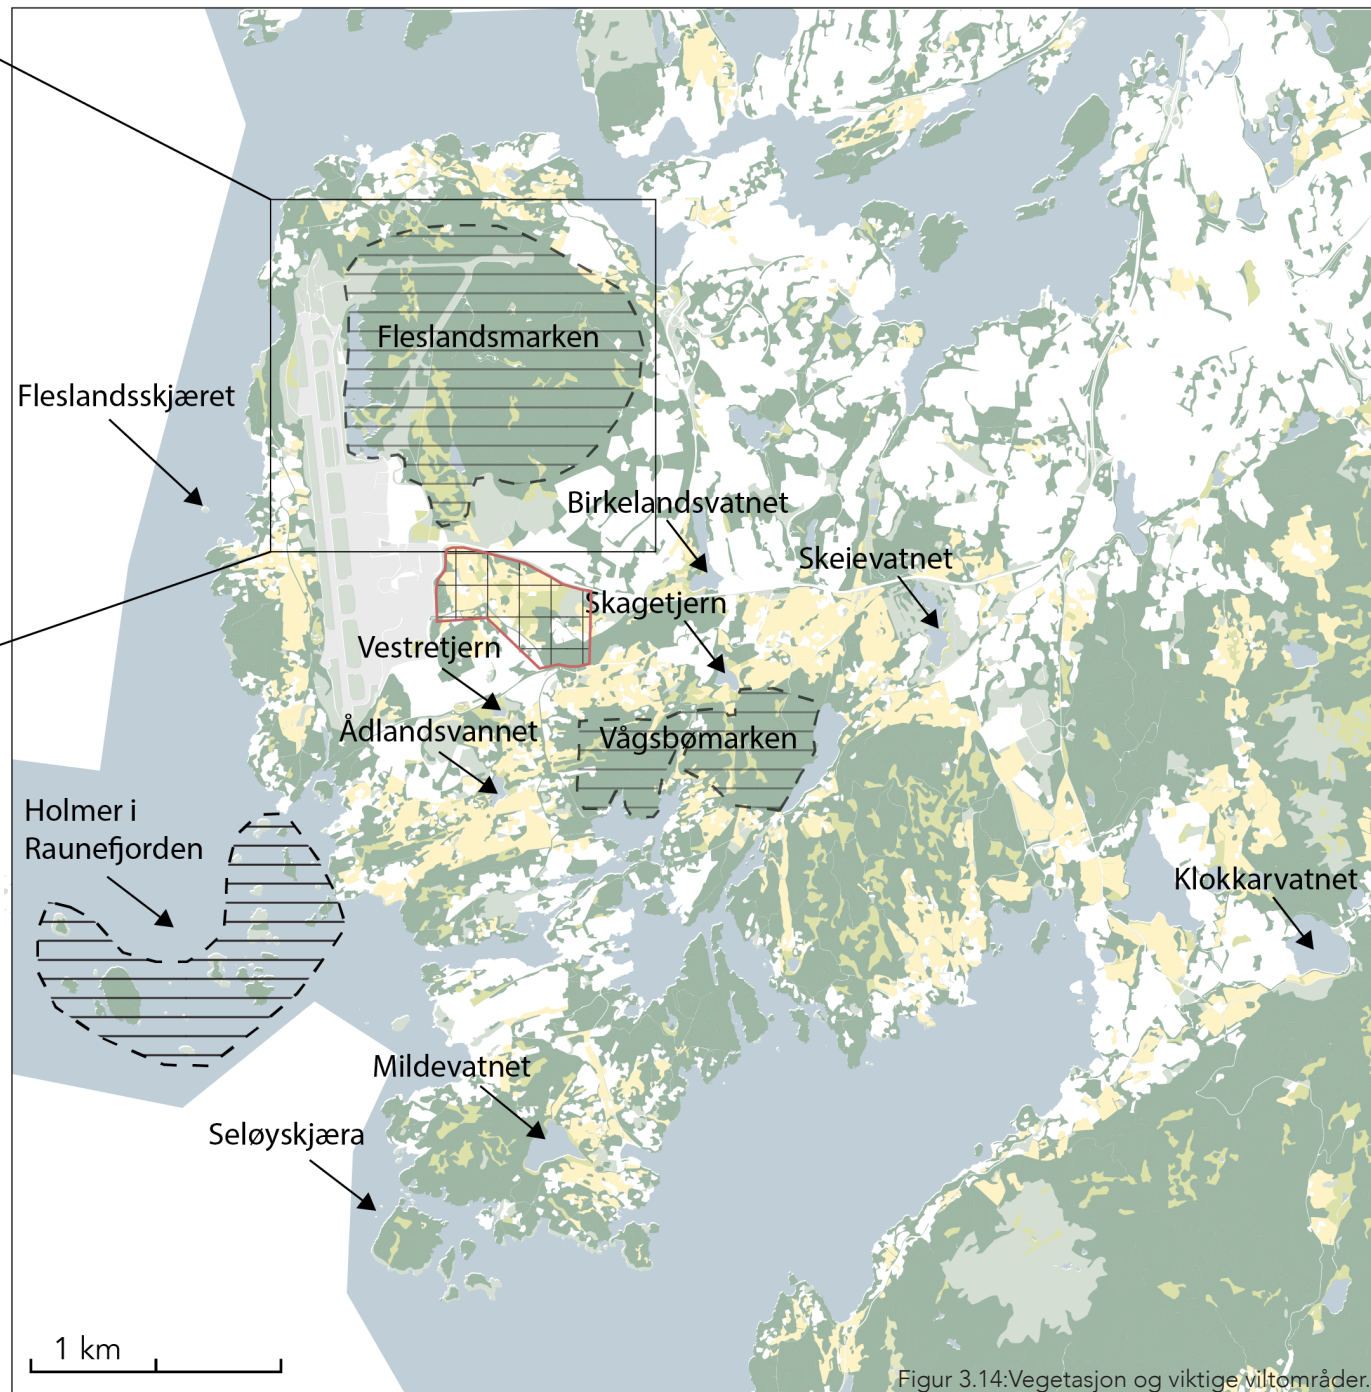 Fleslandsmarken
Fleslandsskjæret
Birkelandsvatnet
Skeievatnet
Skagetjern
Vestretjern
Ådlandsvannet
Vågsbømarken
Holmer i
Raunefjorden
Klokkarvatnet
Mildevatnet
Seløyskjæra
1 km
Figur 3.14:Vegetasjon og viktige viltområder.